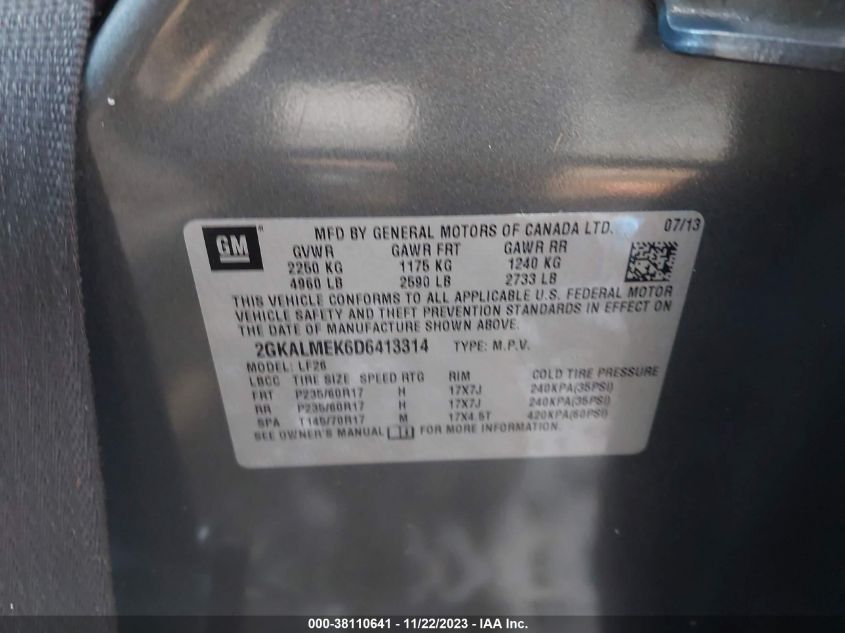 GM
MFD BY GENERAL MOTORS OF CANADA LTD. 07/13
GVWR GAWR FRT GAWR RR
2250 KG 1175 KG 1240 KG
4960 LB 2590 LB 2733 LB
THIS VEHICLE CONFORMS TO ALL APPLICABLE U.S. FEDERAL MOTOR
VEHICLE SAFETY AND THEFT PREVENTION STANDARDS IN EFFECT ON
THE DATE OF MANUFACTURE SHOWN ABOVE.
2GKALMEK6D6413314 TYPE: M.P.V.
MODEL: LF26
LBCC TIRE SIZE SPEED RTG RIM COLD TIRE PRESSURE
FRT P235/60R17 H 17X7J 240KPA(35PSI)
RR P235/60R17 H 17X7J 240KPA(35PSI)
SPA T145/70R17 M 17X4.5T 420KPA(60PSI)
SEE OWNER'S MANUAL FOR MORE INFORMATION.
000-38110641 - 11/22/2023 - IAA Inc.